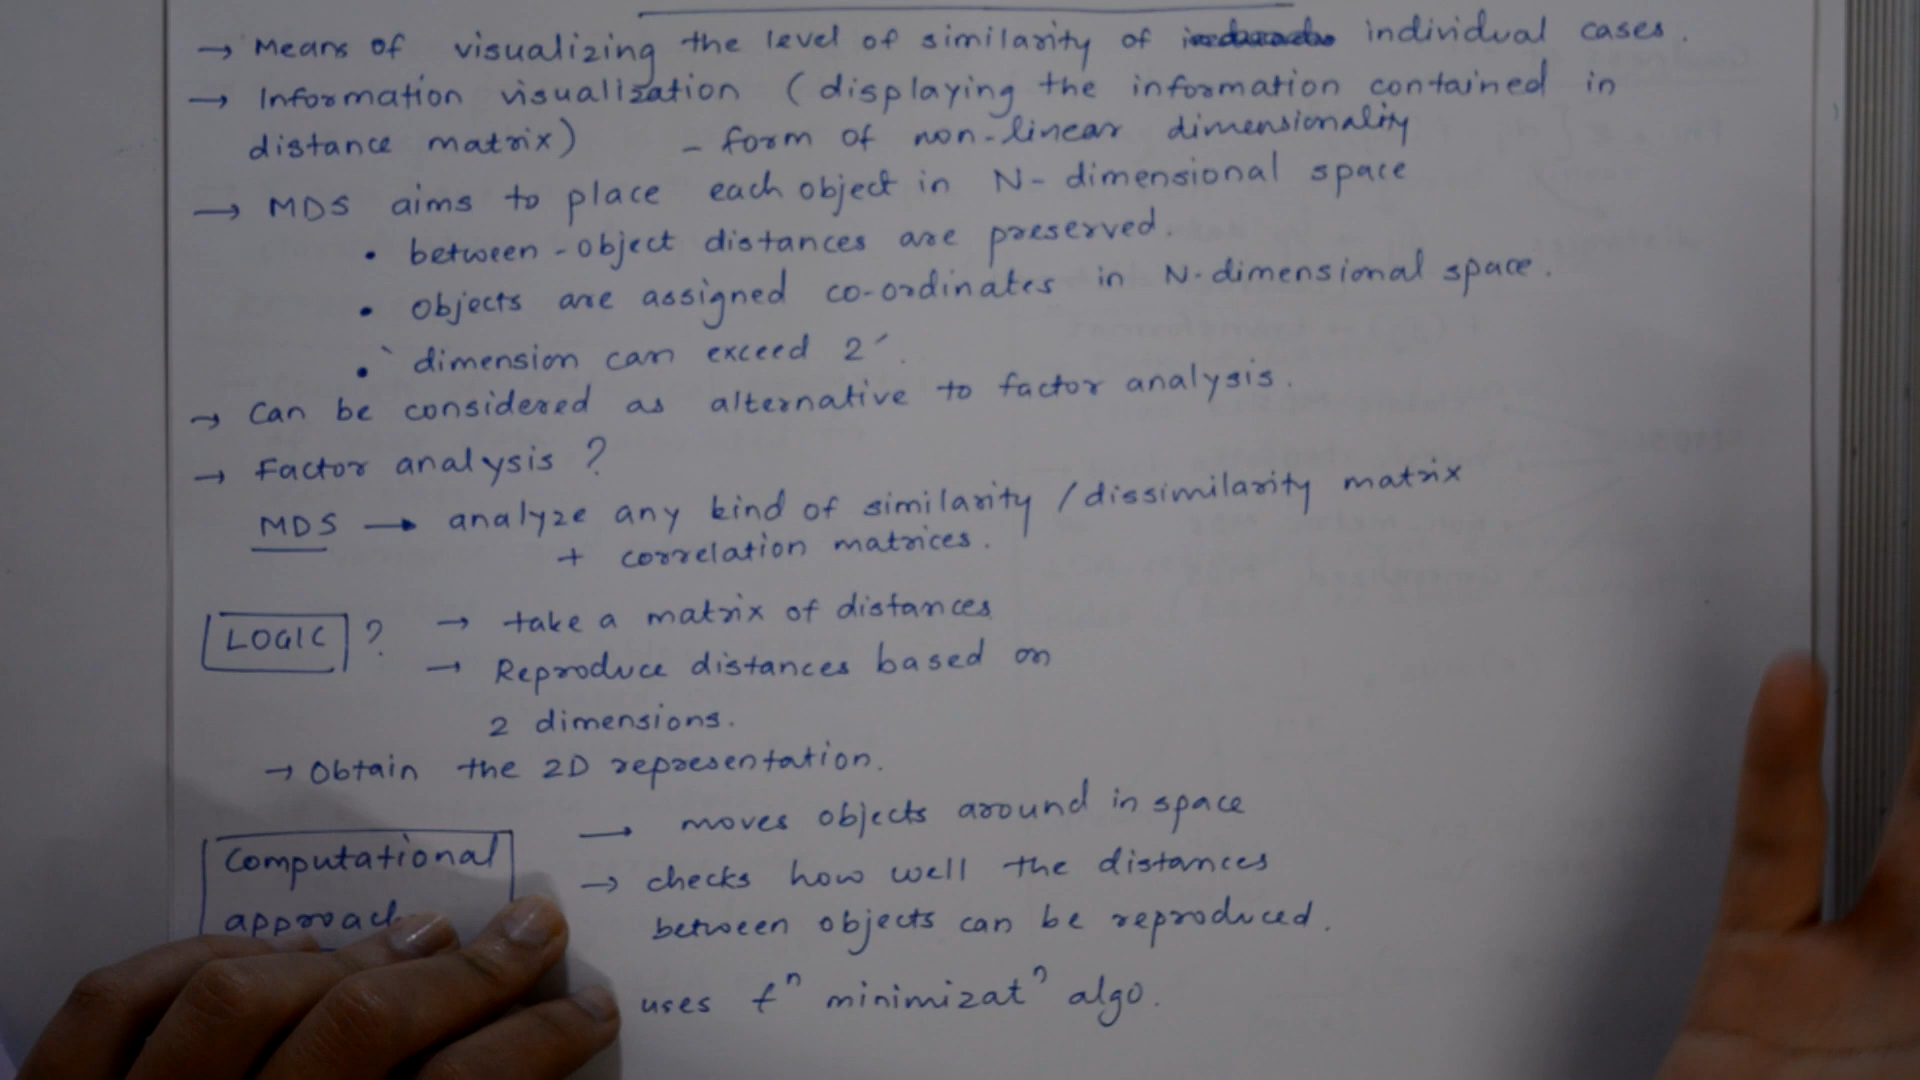 → Means of visualizing the level of similarity of individual cases.
→ Information visualization (displaying the information contained in
distance matrix) - form of non-linear dimensionality
→ MDS aims to place each object in N-dimensional space
• between-object distances are preserved.
• objects are assigned co-ordinates in N-dimensional space.
• dimension can exceed 2.
→ Can be considered as alternative to factor analysis.
→ Factor analysis ?
MDS → analyze any kind of similarity / dissimilarity matrix
+ correlation matrices.
LOGIC ? → take a matrix of distances
→ Reproduce distances based on
2 dimensions.
→ Obtain the 2D representation.
Computational
approach
→ moves objects around in space
→ checks how well the distances
between objects can be reproduced.
uses fⁿ minimizatⁿ algo.